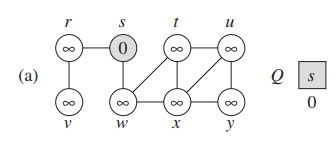 r s t u
(a) ∞ 0 ∞ ∞ Q s
∞ ∞ ∞ ∞ 0
v w x y